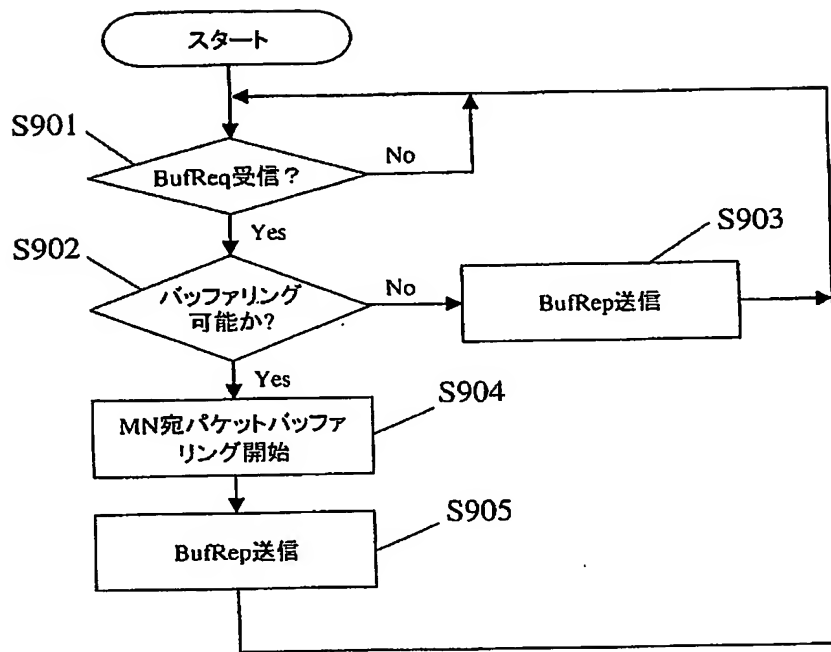 スタート
S901
BufReq受信？
No
Yes
S902
バッファリング
可能か?
No
S903
BufRep送信
Yes
S904
MN宛パケットバッファ
リング開始
S905
BufRep送信